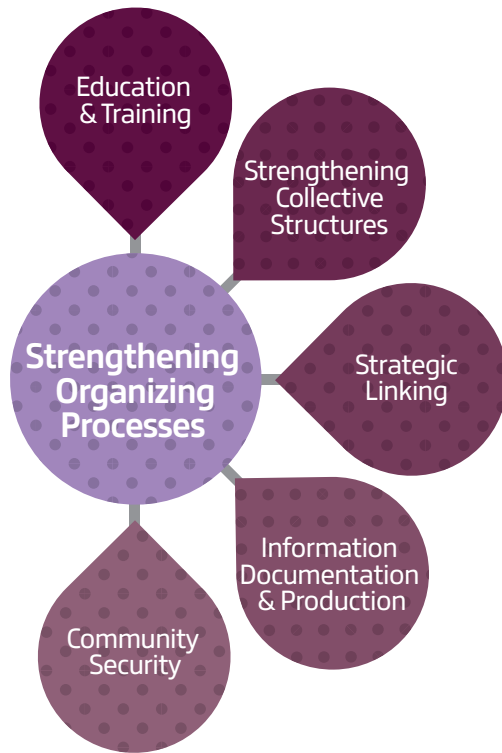 Education
& Training
Strengthening
Collective
Structures
Strengthening
Organizing
Processes
Strategic
Linking
Information
Documentation
& Production
Community
Security